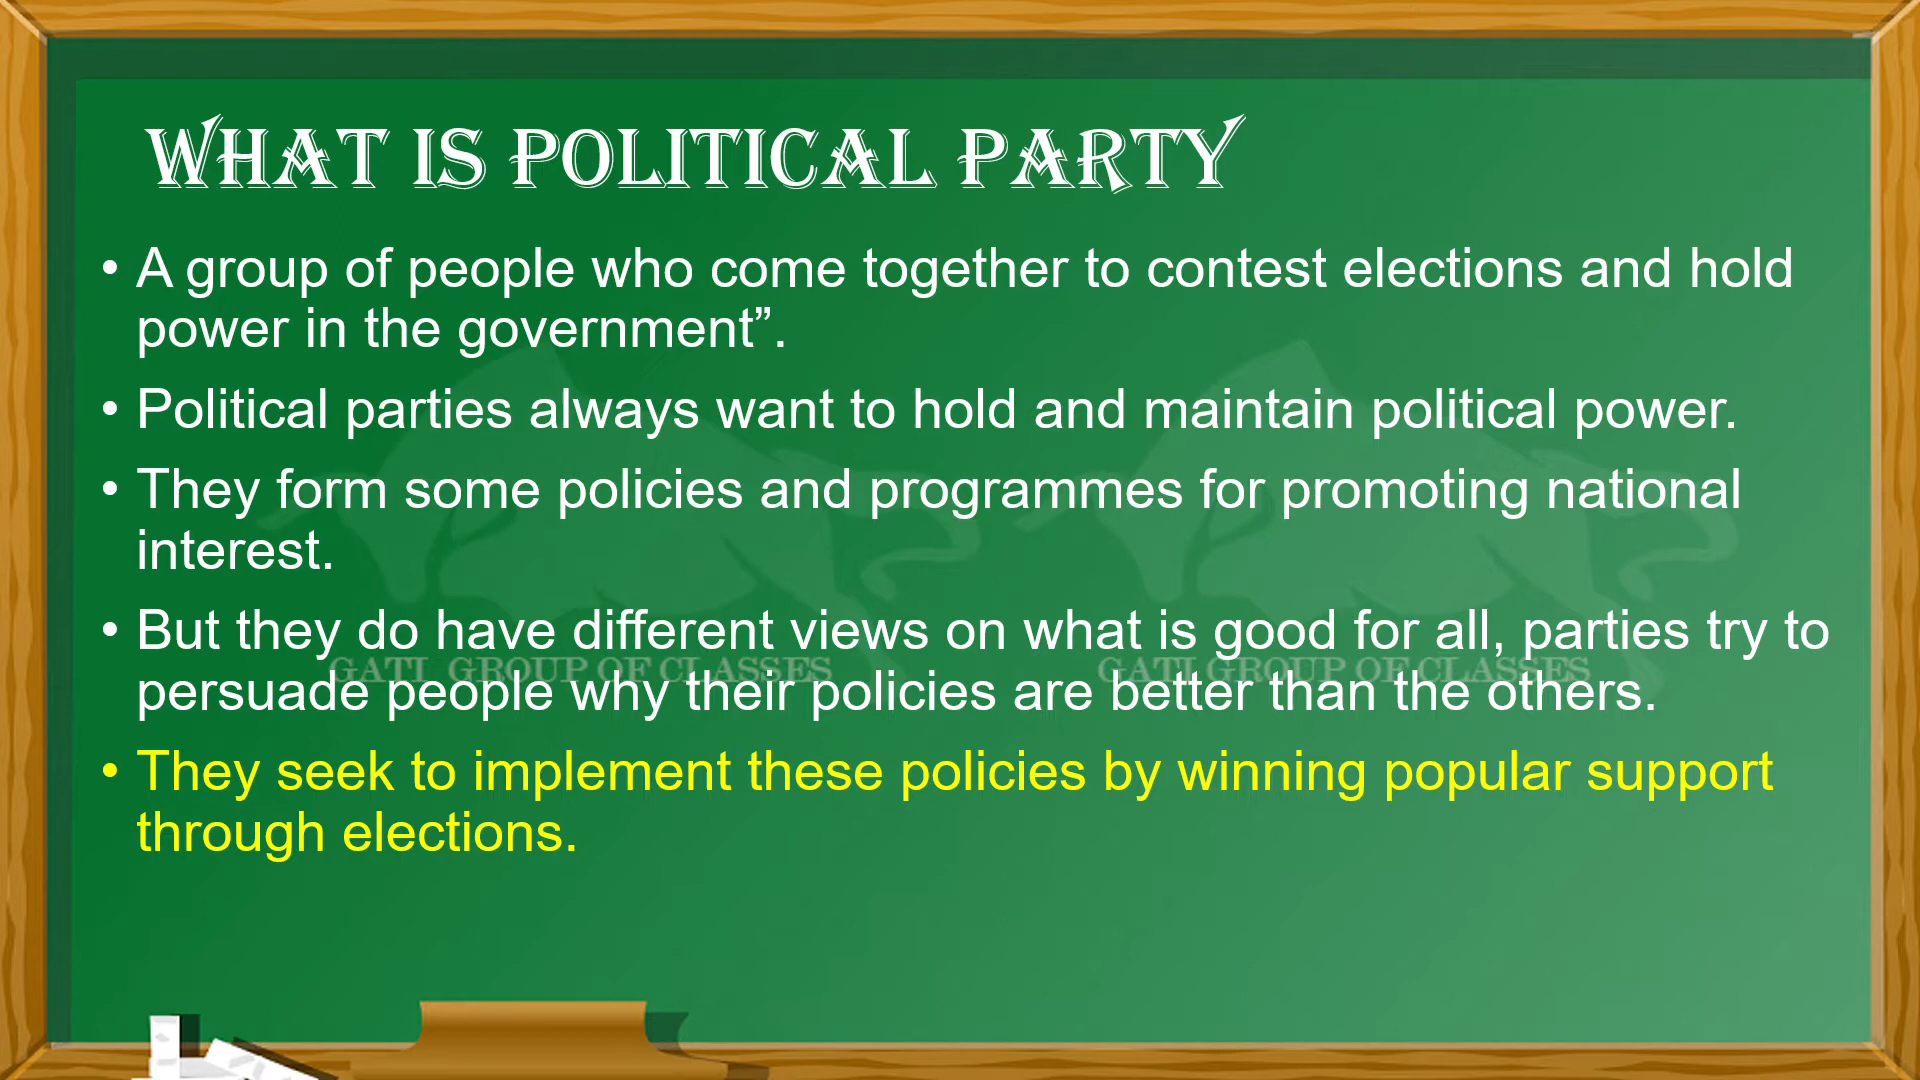 WHAT IS POLITICAL PARTY
• A group of people who come together to contest elections and hold
power in the government”.
• Political parties always want to hold and maintain political power.
• They form some policies and programmes for promoting national
interest.
• But they do have different views on what is good for all, parties try to
GATI GROUP OF CLASSES GATI GROUP OF CLASSES
persuade people why their policies are better than the others.
• They seek to implement these policies by winning popular support
through elections.